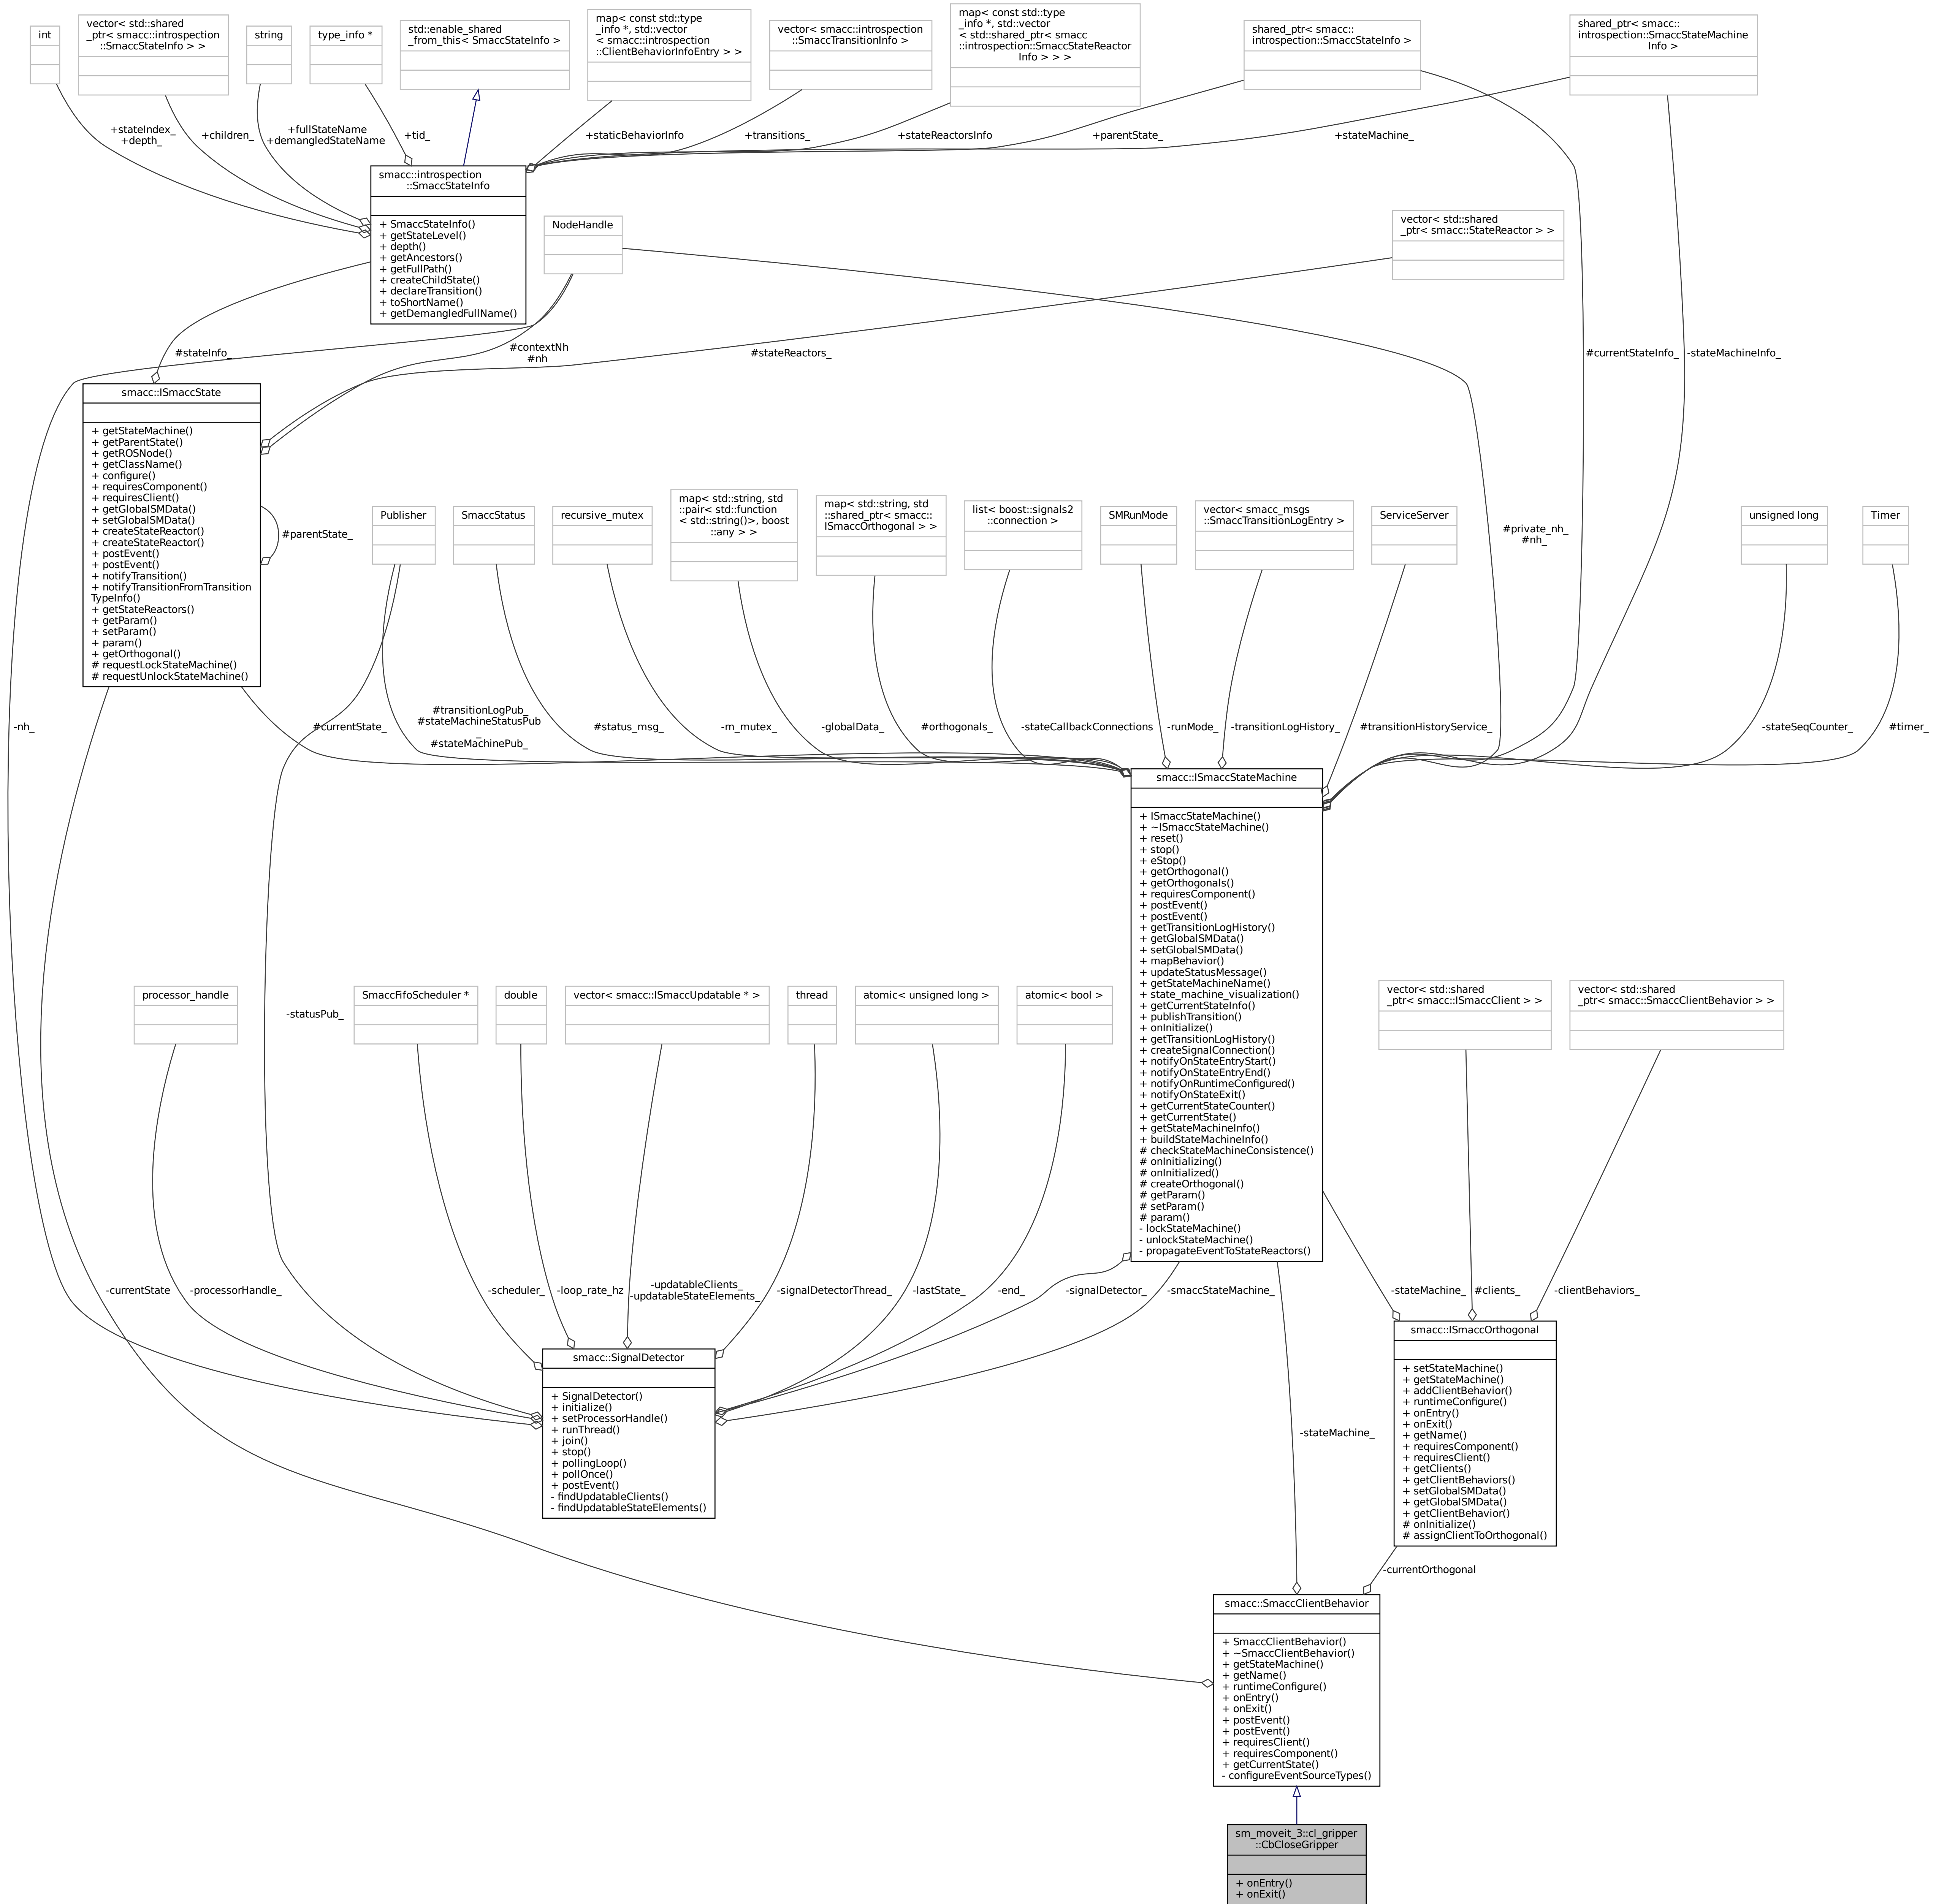 int
vector< std::shared
_ptr< smacc::introspection
::SmaccStateInfo > >
string
type_info *
std::enable_shared
_from_this< SmaccStateInfo >
map< const std::type
_info *, std::vector
< smacc::introspection
::ClientBehaviorInfoEntry > >
vector< smacc::introspection
::SmaccTransitionInfo >
map< const std::type
_info *, std::vector
< std::shared_ptr< smacc
::introspection::SmaccStateReactor
Info > > >
shared_ptr< smacc::
introspection::SmaccStateInfo >
shared_ptr< smacc::
introspection::SmaccStateMachine
Info >
+stateIndex_
+depth_
+children_
+fullStateName
+demangledStateName
+tid_
+staticBehaviorInfo
+transitions_
+stateReactorsInfo
+parentState_
+stateMachine_
smacc::introspection
::SmaccStateInfo
+ SmaccStateInfo()
+ getStateLevel()
+ depth()
+ getAncestors()
+ getFullPath()
+ createChildState()
+ declareTransition()
+ toShortName()
+ getDemangledFullName()
NodeHandle
vector< std::shared
_ptr< smacc::StateReactor > >
#stateInfo_
#contextNh
#nh
#stateReactors_
#currentStateInfo_
-stateMachineInfo_
smacc::ISmaccState
+ getStateMachine()
+ getParentState()
+ getROSNode()
+ getClassName()
+ configure()
+ requiresComponent()
+ requiresClient()
+ getGlobalSMData()
+ setGlobalSMData()
+ createStateReactor()
+ createStateReactor()
+ postEvent()
+ postEvent()
+ notifyTransition()
+ notifyTransitionFromTransition
TypeInfo()
+ getStateReactors()
+ getParam()
+ setParam()
+ param()
+ getOrthogonal()
# requestLockStateMachine()
# requestUnlockStateMachine()
#parentState_
Publisher
SmaccStatus
recursive_mutex
map< std::string, std
::pair< std::function
< std::string()>, boost
::any > >
map< std::string, std
::shared_ptr< smacc::
ISmaccOrthogonal > >
list< boost::signals2
::connection >
SMRunMode
vector< smacc_msgs
::SmaccTransitionLogEntry >
ServiceServer
#private_nh_
#nh_
unsigned long
Timer
-nh_
#currentState_
#transitionLogPub_
#stateMachineStatusPub
_
#stateMachinePub_
#status_msg_
-m_mutex_
-globalData_
#orthogonals_
-stateCallbackConnections
-runMode_
-transitionLogHistory_
#transitionHistoryService_
-stateSeqCounter_
#timer_
smacc::ISmaccStateMachine
+ ISmaccStateMachine()
+ ~ISmaccStateMachine()
+ reset()
+ stop()
+ eStop()
+ getOrthogonal()
+ getOrthogonals()
+ requiresComponent()
+ postEvent()
+ postEvent()
+ getTransitionLogHistory()
+ getGlobalSMData()
+ setGlobalSMData()
+ mapBehavior()
+ updateStatusMessage()
+ getStateMachineName()
+ state_machine_visualization()
+ getCurrentStateInfo()
+ publishTransition()
+ onInitialize()
+ getTransitionLogHistory()
+ createSignalConnection()
+ notifyOnStateEntryStart()
+ notifyOnStateEntryEnd()
+ notifyOnRuntimeConfigured()
+ notifyOnStateExit()
+ getCurrentStateCounter()
+ getCurrentState()
+ getStateMachineInfo()
+ buildStateMachineInfo()
# checkStateMachineConsistence()
# onInitializing()
# onInitialized()
# createOrthogonal()
# getParam()
# setParam()
# param()
- lockStateMachine()
- unlockStateMachine()
- propagateEventToStateReactors()
processor_handle
-statusPub_
SmaccFifoScheduler *
double
vector< smacc::ISmaccUpdatable * >
thread
atomic< unsigned long >
atomic< bool >
vector< std::shared
_ptr< smacc::ISmaccClient > >
vector< std::shared
_ptr< smacc::SmaccClientBehavior > >
-currentState
-processorHandle_
-scheduler_
-loop_rate_hz
-updatableClients_
-updatableStateElements_
-signalDetectorThread_
-lastState_
-end_
-signalDetector_
-smaccStateMachine_
-stateMachine_
#clients_
-clientBehaviors_
smacc::SignalDetector
+ SignalDetector()
+ initialize()
+ setProcessorHandle()
+ runThread()
+ join()
+ stop()
+ pollingLoop()
+ pollOnce()
+ postEvent()
- findUpdatableClients()
- findUpdatableStateElements()
-stateMachine_
smacc::ISmaccOrthogonal
+ setStateMachine()
+ getStateMachine()
+ addClientBehavior()
+ runtimeConfigure()
+ onEntry()
+ onExit()
+ getName()
+ requiresComponent()
+ requiresClient()
+ getClients()
+ getClientBehaviors()
+ setGlobalSMData()
+ getGlobalSMData()
+ getClientBehavior()
# onInitialize()
# assignClientToOrthogonal()
-currentOrthogonal
smacc::SmaccClientBehavior
+ SmaccClientBehavior()
+ ~SmaccClientBehavior()
+ getStateMachine()
+ getName()
+ runtimeConfigure()
+ onEntry()
+ onExit()
+ postEvent()
+ postEvent()
+ requiresClient()
+ requiresComponent()
+ getCurrentState()
- configureEventSourceTypes()
sm_moveit_3::cl_gripper
::CbCloseGripper
+ onEntry()
+ onExit()